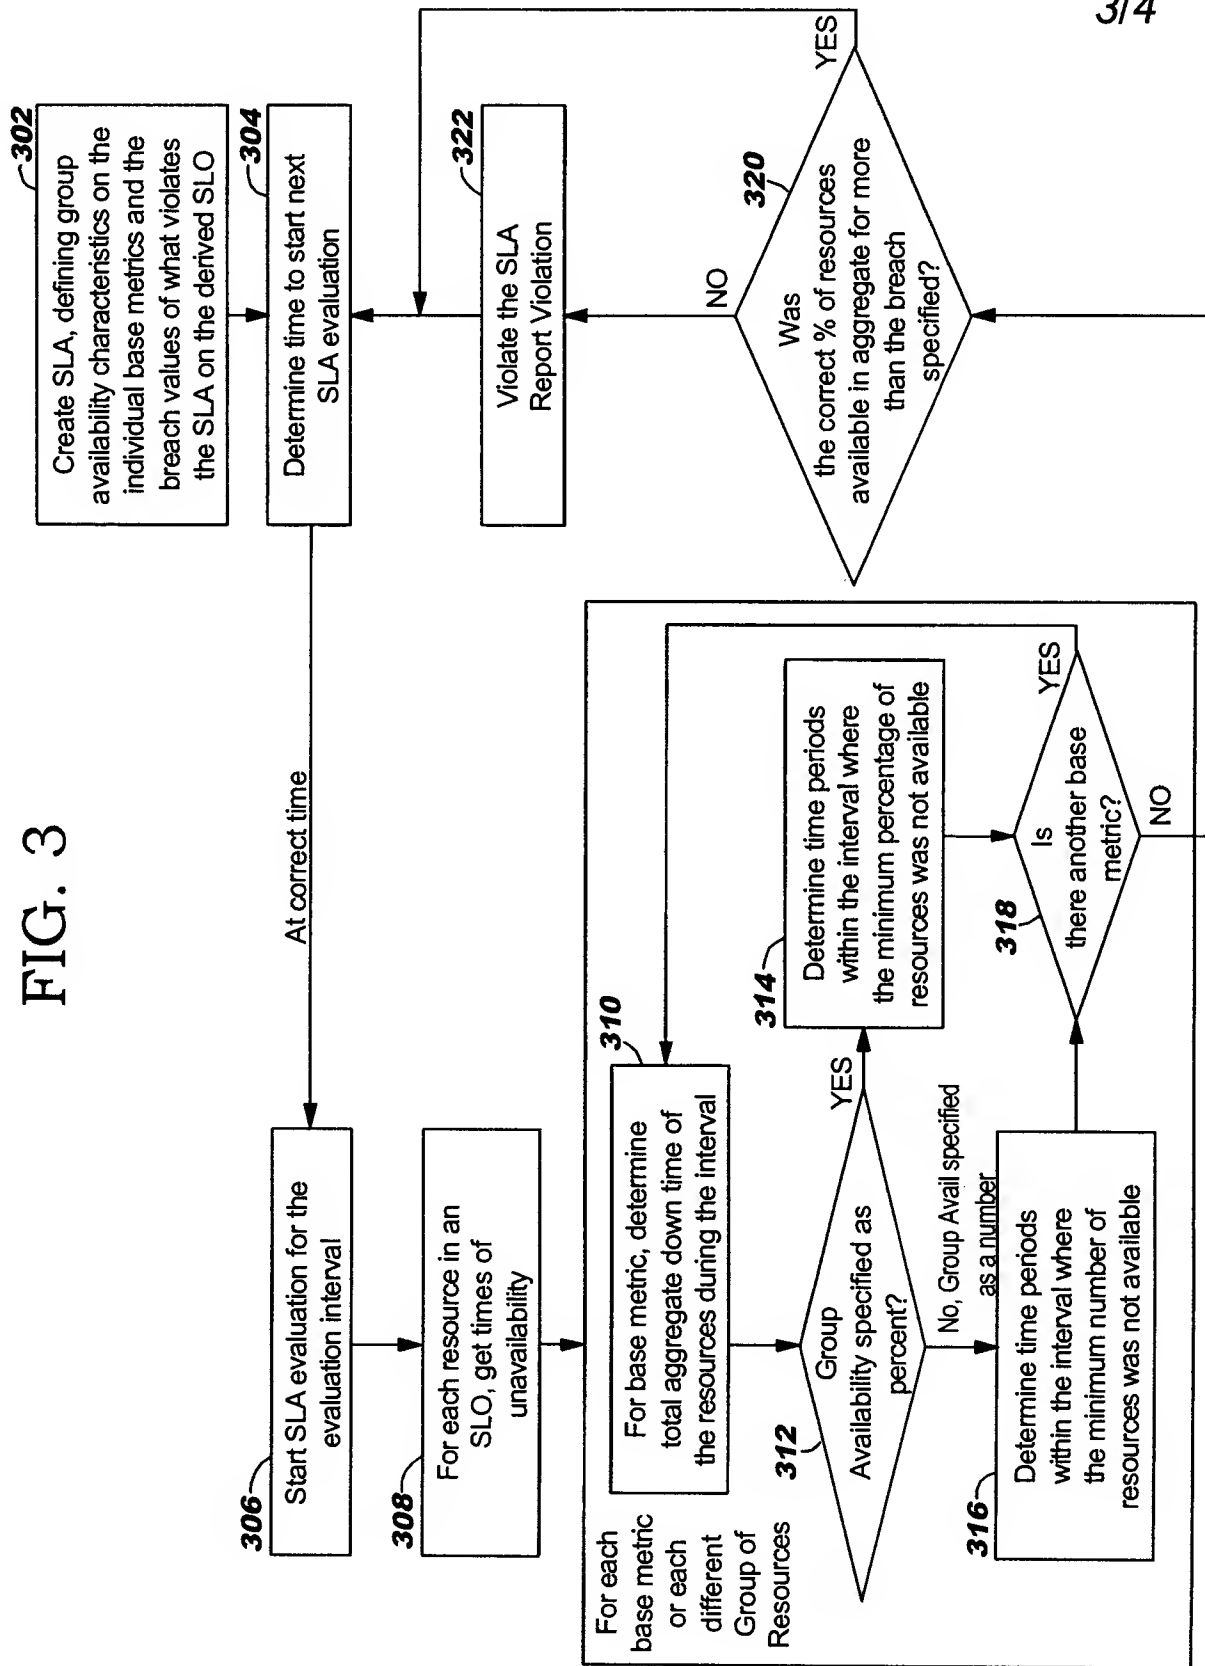 3/4
FIG. 3
302
Create SLA, defining group
availability characteristics on the
individual base metrics and the
breach values of what violates
the SLA on the derived SLO
304
Determine time to start next
SLA evaluation
At correct time
306
Start SLA evaluation for the
evaluation interval
308
For each resource in an
SLO, get times of
unavailability
For each
base metric
or each
different
Group of
Resources
310
For base metric, determine
total aggregate down time of
the resources during the interval
312
Group
Availability specified as
percent?
YES
No, Group Avail specified
as a number
314
Determine time periods
within the interval where
the minimum percentage of
resources was not available
316
Determine time periods
within the interval where
the minimum number of
resources was not available
318
Is
there another base
metric?
YES
NO
320
Was
the correct % of resources
available in aggregate for more
than the breach
specified?
YES
NO
322
Violate the SLA
Report Violation